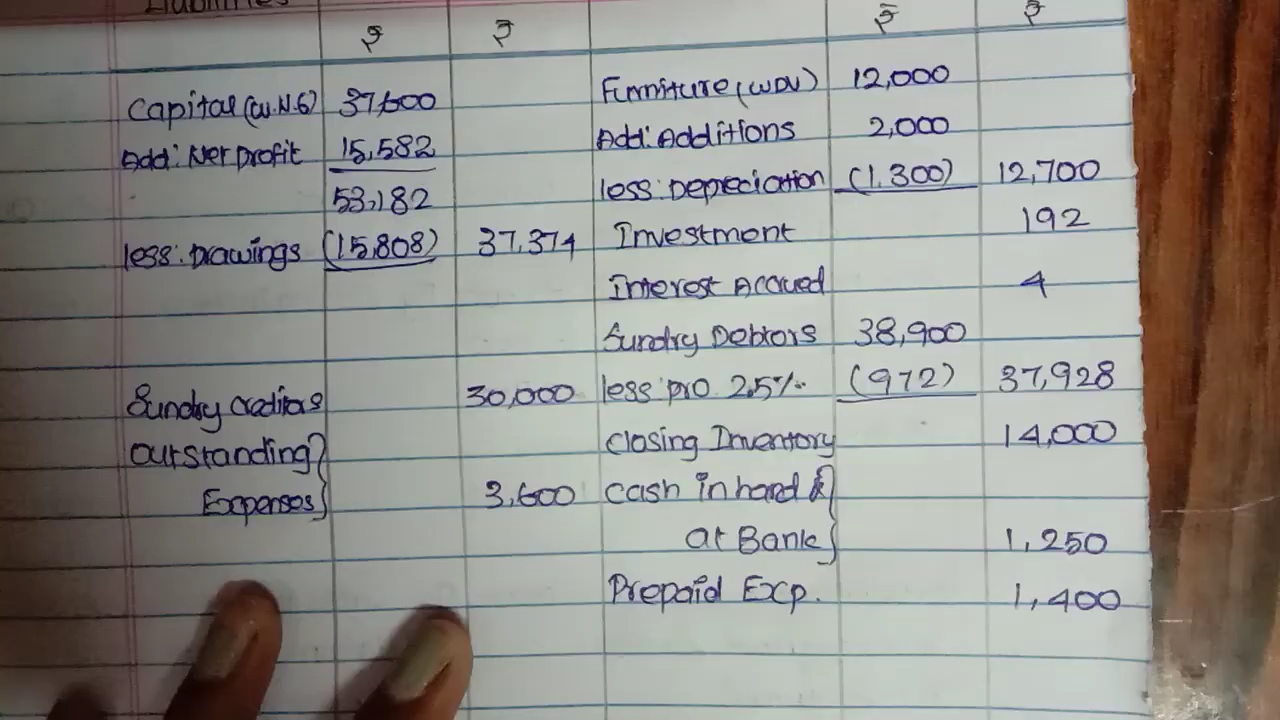 Liabilities
₹ ₹ ₹ ₹
Capital (W.N.6) 37,600 Furniture (WDV) 12,000
Add: Net profit 15,582 Add: Additions 2,000
53,182 less: Depreciation (1,300) 12,700
less: Drawings (15,808) 37,374 Investment 192
Interest Accrued 4
Sundry Debtors 38,900
Sundry creditors 30,000 less pro 2.5% (972) 37,928
Outstanding Closing Inventory 14,000
Expenses 3,600 Cash in hand &
at Bank 1,250
Prepaid Exp. 1,400